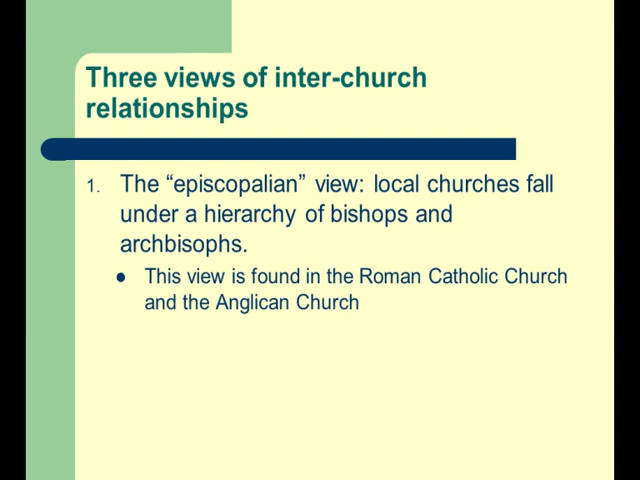 Three views of inter-church
relationships
1. The “episcopalian” view: local churches fall
under a hierarchy of bishops and
archbisophs.
● This view is found in the Roman Catholic Church
and the Anglican Church